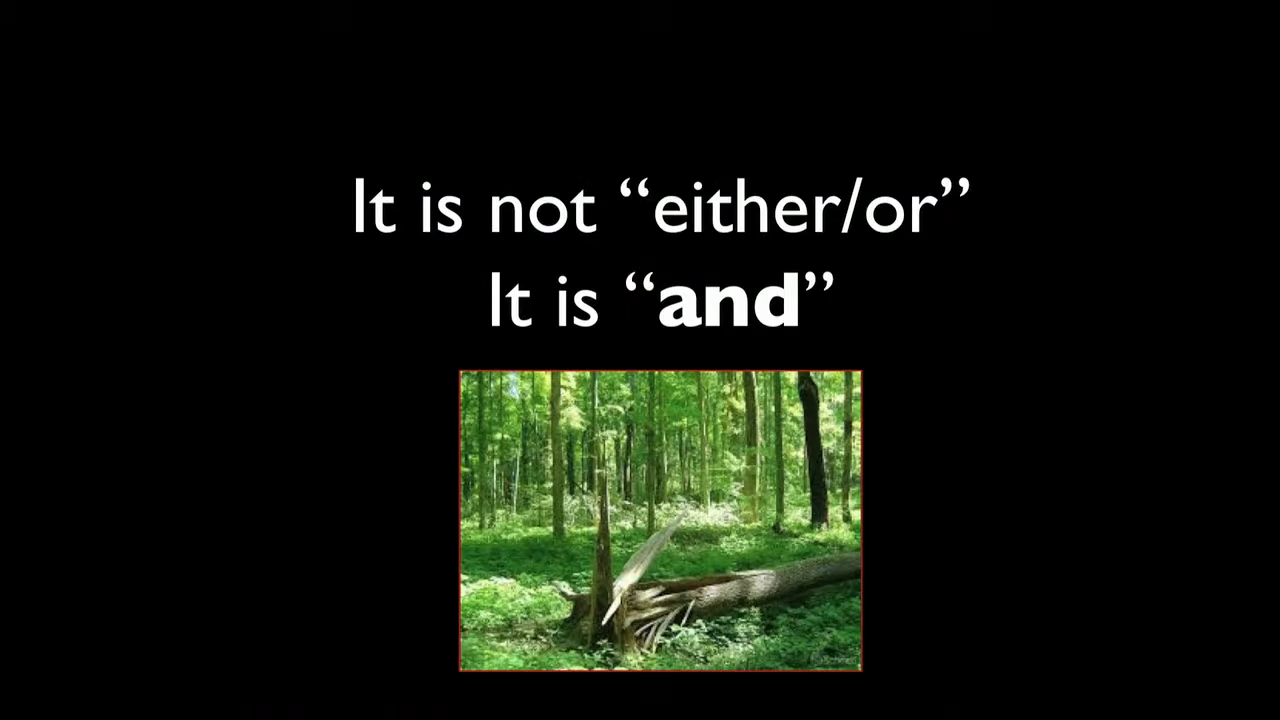 It is not “either/or”
It is “and”